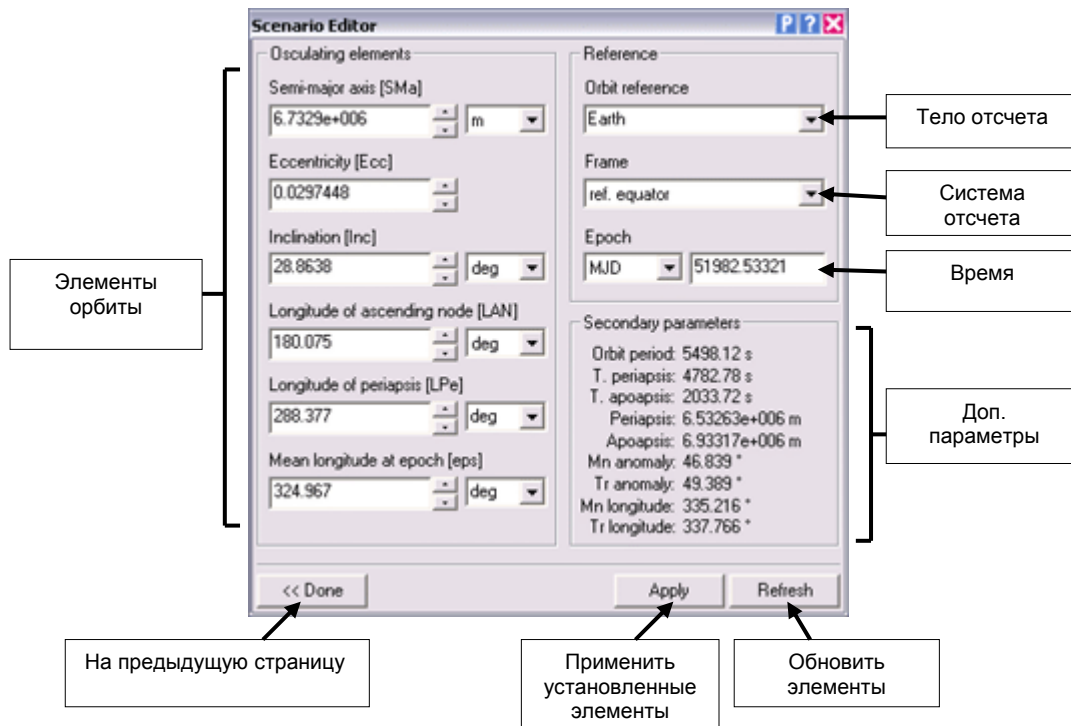 Scenario Editor
P ?
Osculating elements
Semi-major axis [SMa]
6.7329e+006
m
Eccentricity [Ecc]
0.0297448
Inclination [Inc]
28.8638
deg
Longitude of ascending node [LAN]
180.075
deg
Longitude of periapsis [LPe]
288.377
deg
Mean longitude at epoch [eps]
324.967
deg
Reference
Orbit reference
Earth
Frame
ref. equator
Epoch
MJD
51982.53321
Secondary parameters
Orbit period: 5498.12 s
T. periapsis: 4782.78 s
T. apoapsis: 2033.72 s
Periapsis: 6.53263e+006 m
Apoapsis: 6.93317e+006 m
Mn anomaly: 46.839 °
Tr anomaly: 49.389 °
Mn longitude: 335.216 °
Tr longitude: 337.766 °
<< Done
Apply
Refresh
Элементы
орбиты
Тело отсчета
Система
отсчета
Время
Доп.
параметры
На предыдущую страницу
Применить
установленные
элементы
Обновить
элементы